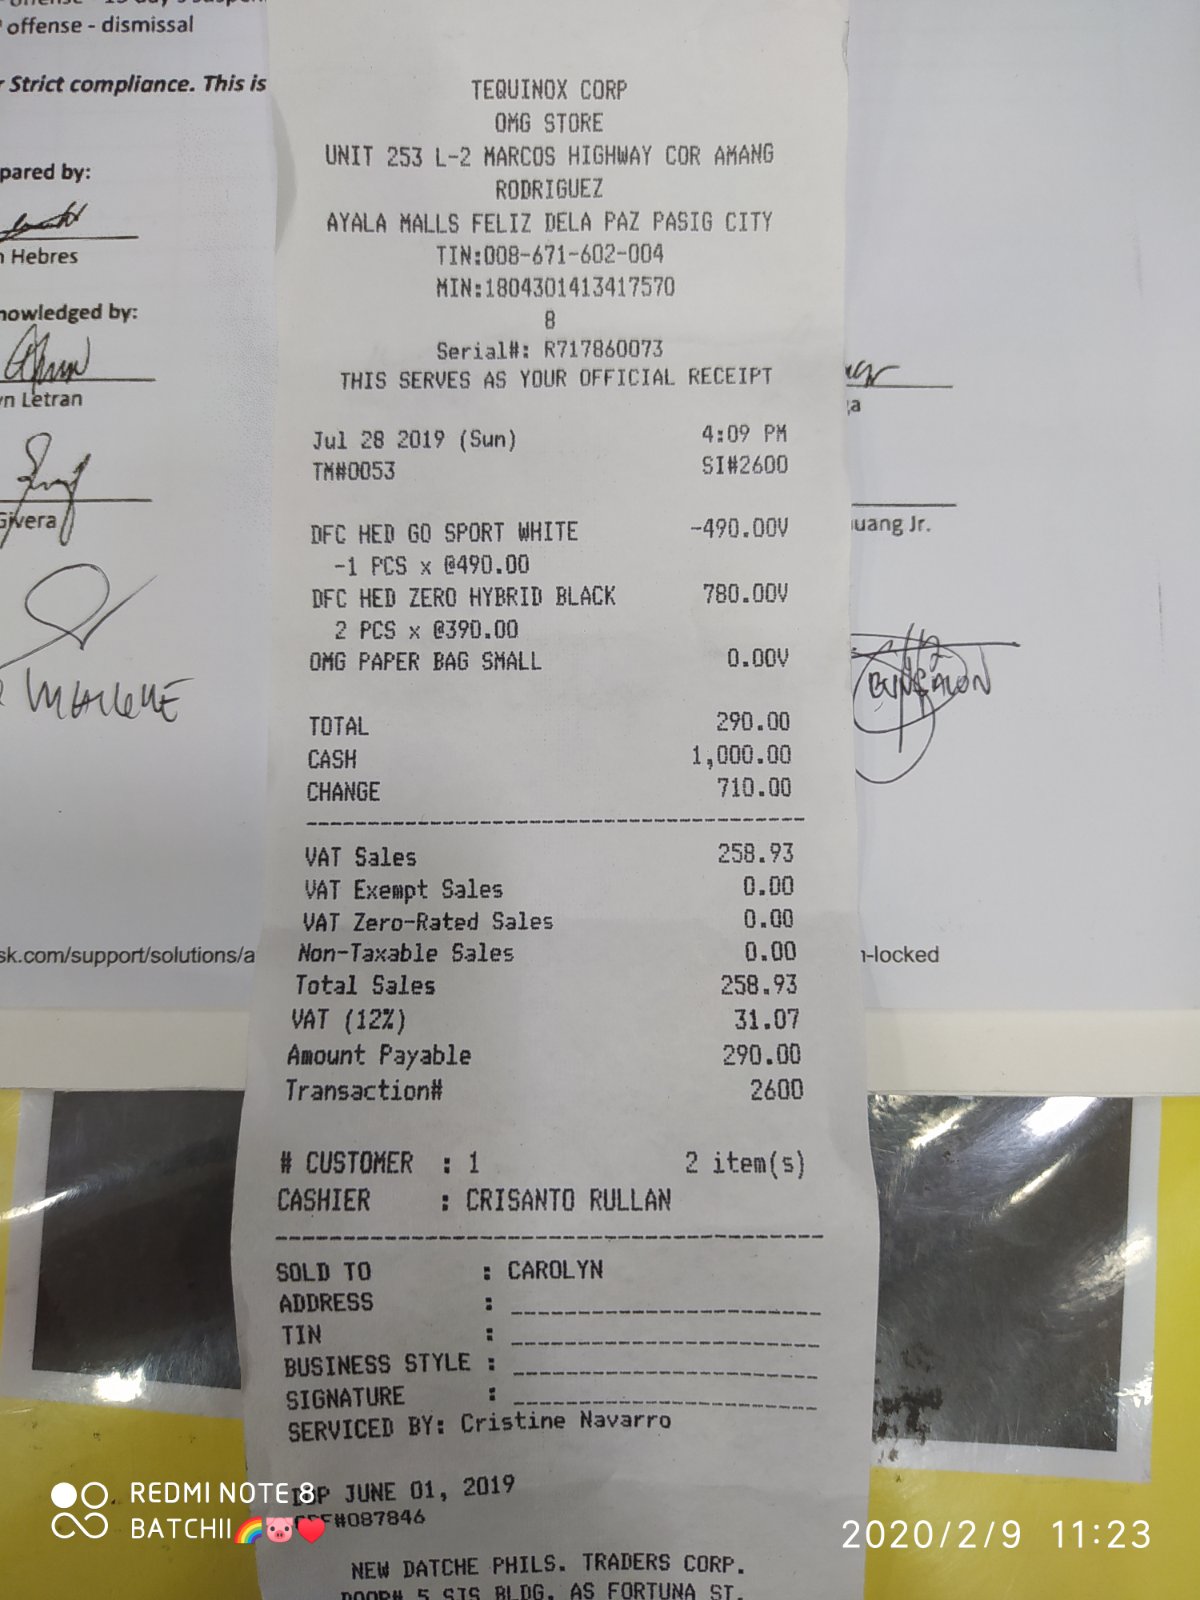 offense - dismissal
Strict compliance. This is
pared by:
Hebres
nowledged by:
yn Letran
Givera
ga
uang Jr.
sk.com/support/solutions/a
n-locked
TEQUINOX CORP
OMG STORE
UNIT 253 L-2 MARCOS HIGHWAY COR AMANG
RODRIGUEZ
AYALA MALLS FELIZ DELA PAZ PASIG CITY
TIN:008-671-602-004
MIN:1804301413417570
8
Serial#: R717860073
THIS SERVES AS YOUR OFFICIAL RECEIPT
Jul 28 2019 (Sun) 4:09 PM
TM#0053 SI#2600
DFC HED GO SPORT WHITE -490.00V
-1 PCS x @490.00
DFC HED ZERO HYBRID BLACK 780.00V
2 PCS x @390.00
OMG PAPER BAG SMALL 0.00V
TOTAL 290.00
CASH 1,000.00
CHANGE 710.00
VAT Sales 258.93
VAT Exempt Sales 0.00
VAT Zero-Rated Sales 0.00
Non-Taxable Sales 0.00
Total Sales 258.93
VAT (12%) 31.07
Amount Payable 290.00
Transaction# 2600
# CUSTOMER : 1 2 item(s)
CASHIER : CRISANTO RULLAN
SOLD TO : CAROLYN
ADDRESS :
TIN :
BUSINESS STYLE :
SIGNATURE :
SERVICED BY: Cristine Navarro
JUNE 01, 2019
#087846
NEW DATCHE PHILS. TRADERS CORP.
DOOR# 5 SJS BLDG. AS FORTUNA ST.
REDMI NOTE 8
BATCHII🌈🐷❤️
2020/2/9 11:23